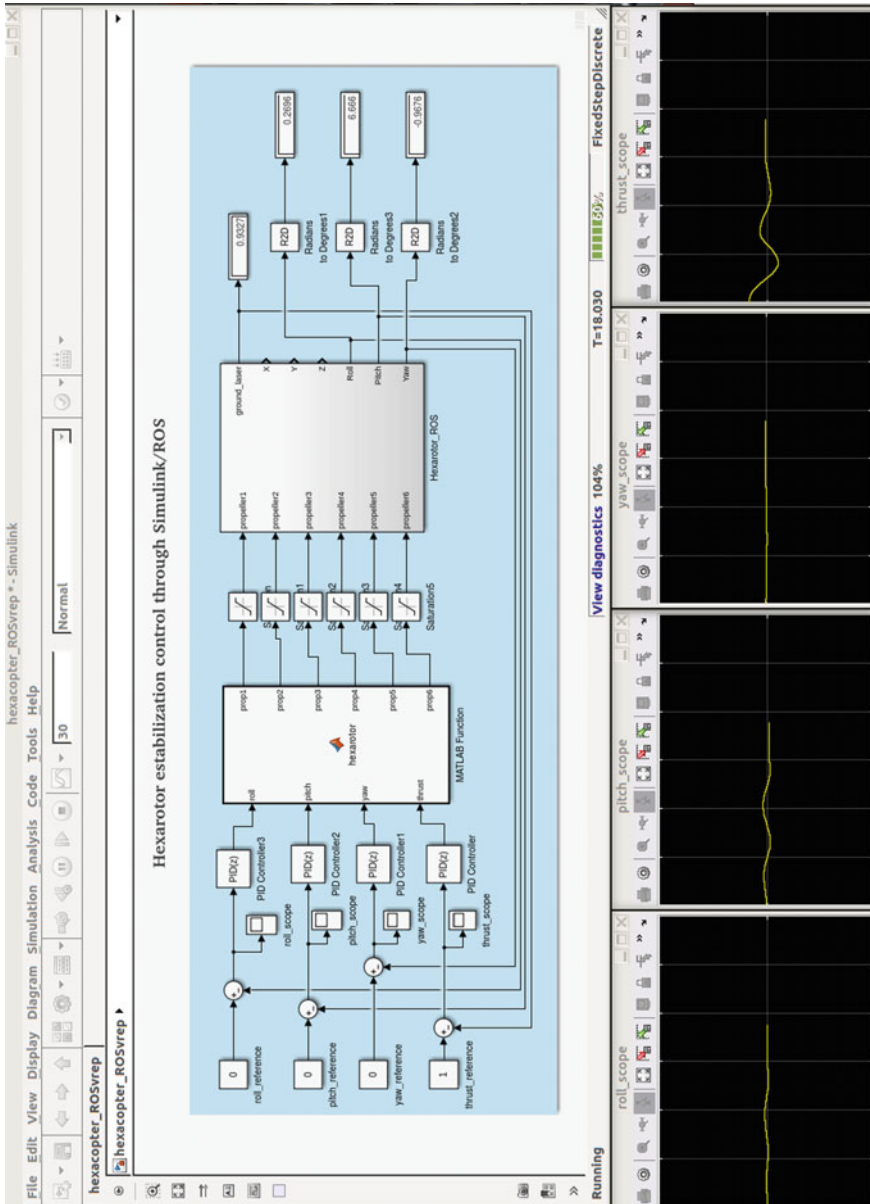 hexacopter_ROSvrep * - Simulink
File Edit View Display Diagram Simulation Analysis Code Tools Help
30
Normal
hexacopter_ROSvrep
hexacopter_ROSvrep
Hexarotor estabilization control through Simulink/ROS
0
roll_reference
0
pitch_reference
0
yaw_reference
1
thrust_reference
roll_scope
pitch_scope
yaw_scope
thrust_scope
PID(z)
PID Controller3
PID(z)
PID Controller2
PID(z)
PID Controller1
PID(z)
PID Controller
roll
pitch
yaw
thrust
hexarotor
prop1
prop2
prop3
prop4
prop5
prop6
MATLAB Function
Saturation5
propeller1
propeller2
propeller3
propeller4
propeller5
propeller6
ground_laser
X
Y
Z
Roll
Pitch
Yaw
Hexarotor_ROS
0.9327
R2D
Radians
to Degrees1
0.2696
R2D
Radians
to Degrees3
6.666
R2D
Radians
to Degrees2
-0.9676
Running
View diagnostics 104%
T=18.030
60%
FixedStepDiscrete
roll_scope
pitch_scope
yaw_scope
thrust_scope